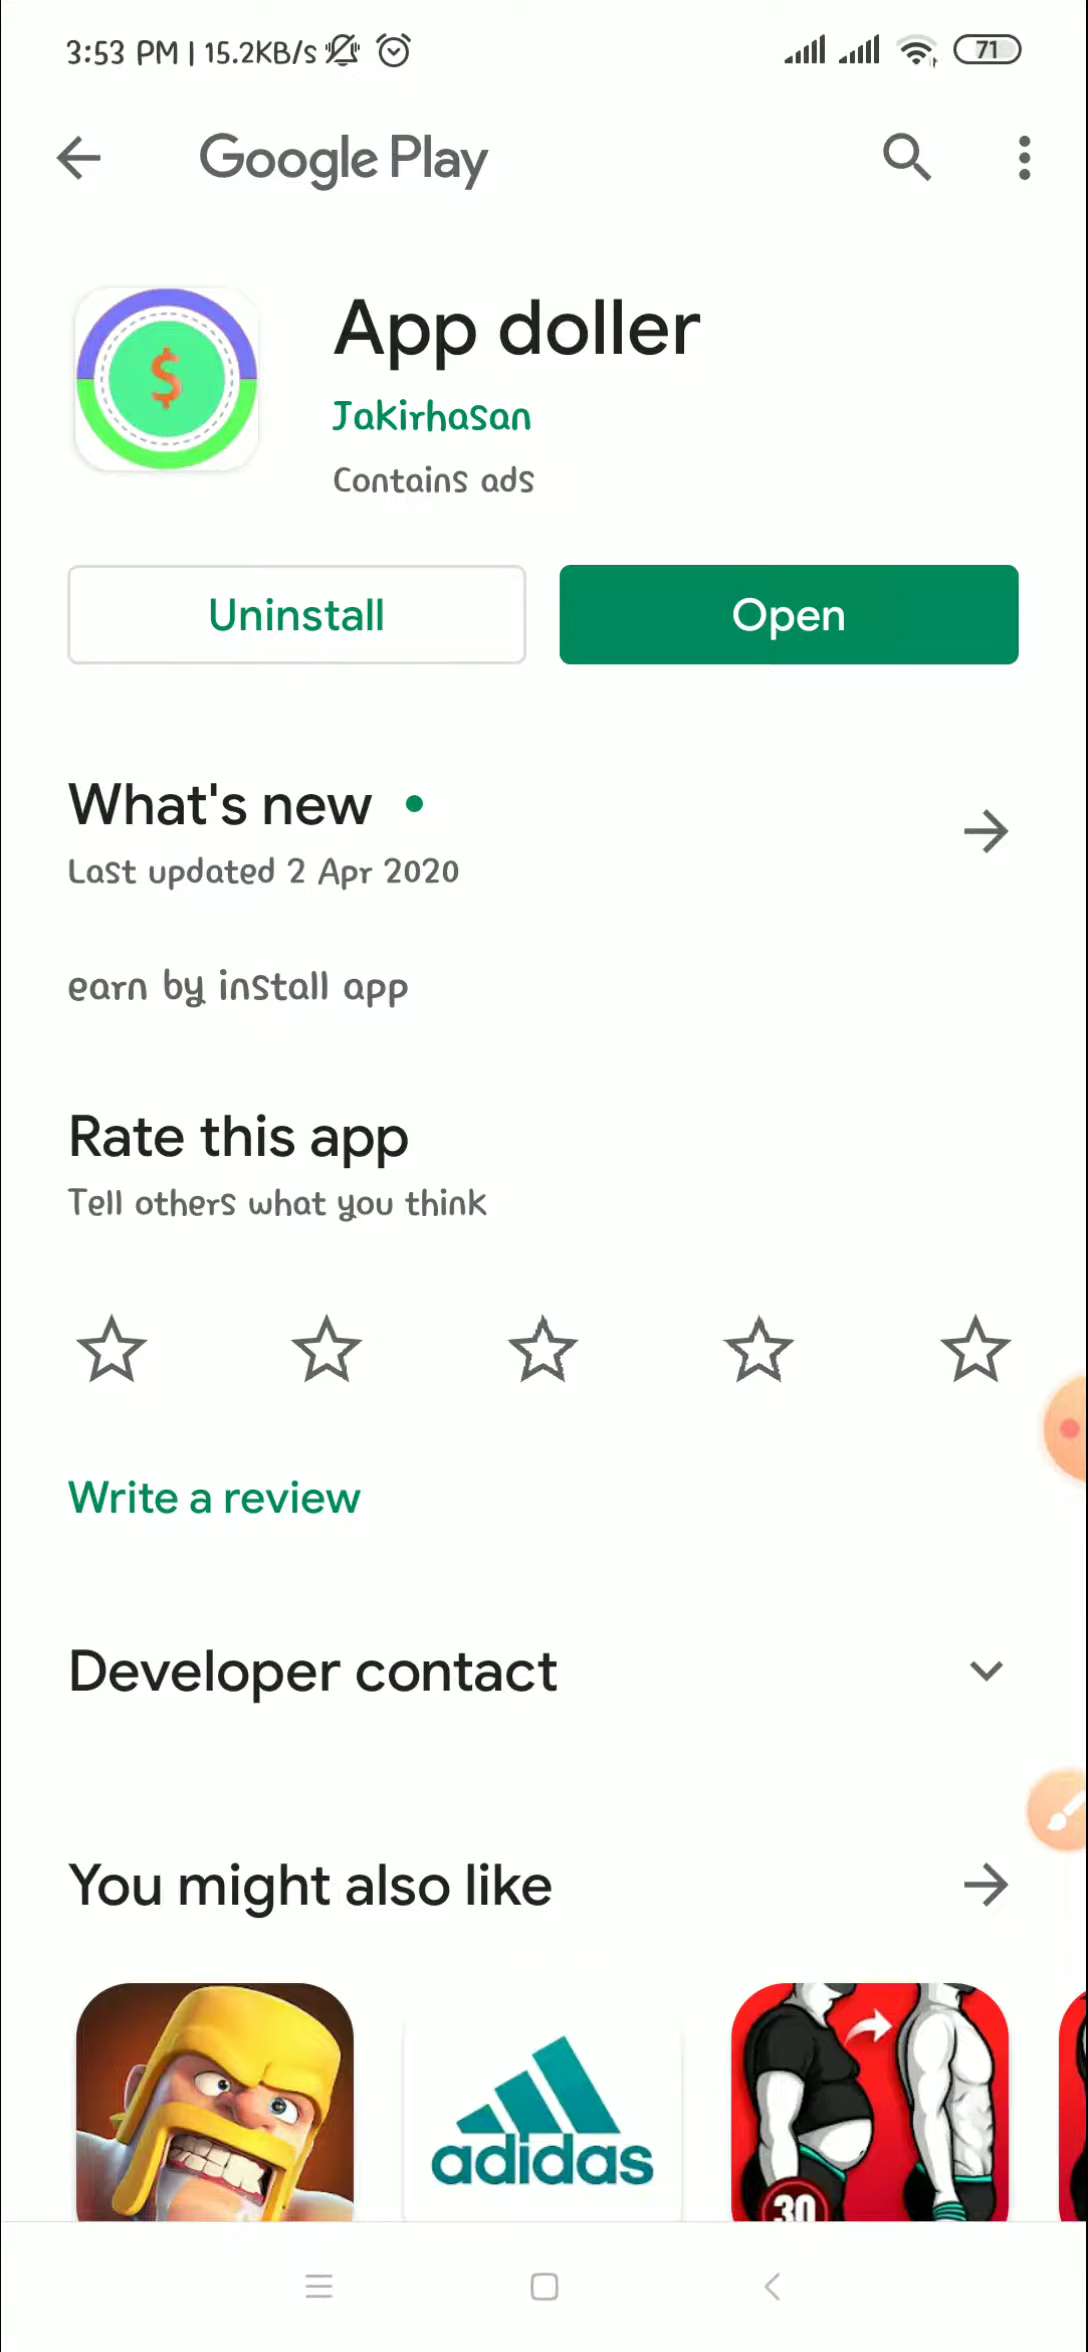 3:53 PM | 15.2KB/s
71
Google Play
App doller
Jakirhasan
Contains ads
Uninstall
Open
What's new
Last updated 2 Apr 2020
earn by install app
Rate this app
Tell others what you think
Write a review
Developer contact
You might also like
$
adidas
30